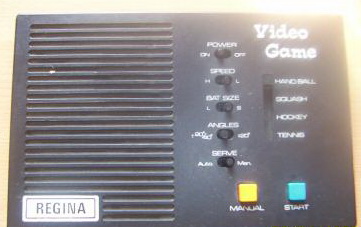 Video
Game
POWER
ON OFF
SPEED
H L
HAND BALL
BAT SIZE
SQUASH
L S
HOCKEY
ANGLES
TENNIS
SERVE
Auto. Man.
MANUAL START
REGINA